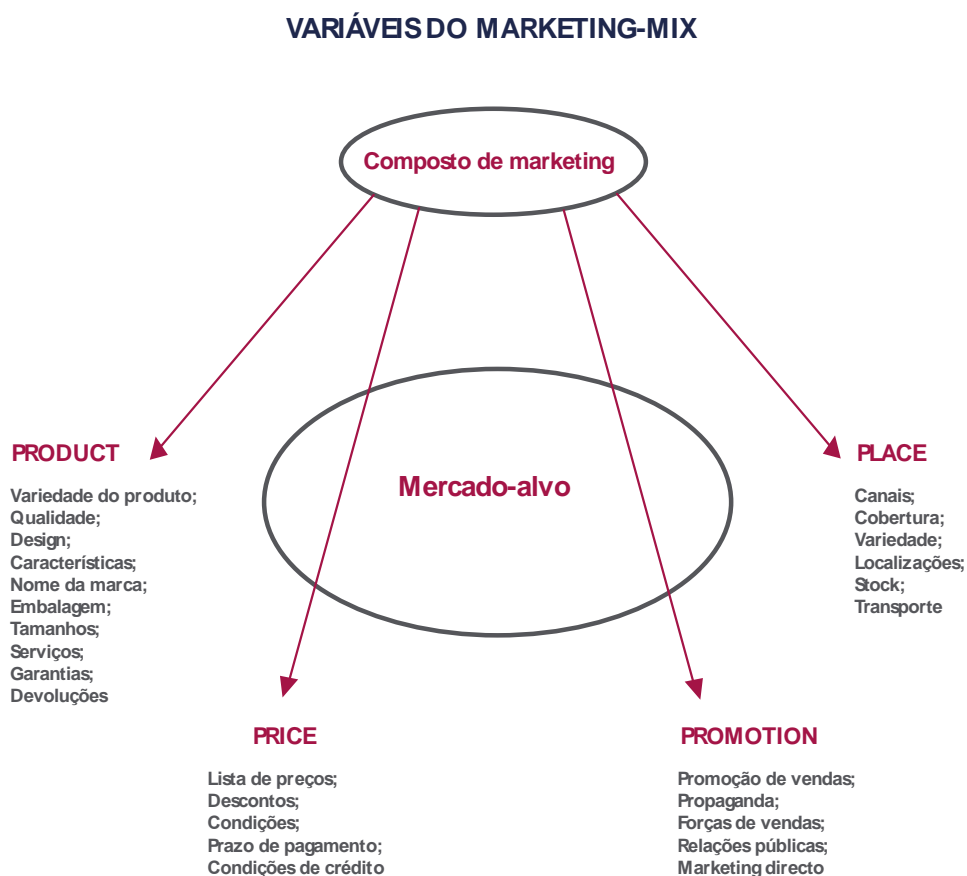 VARIÁVEIS DO MARKETING-MIX
Composto de marketing
Mercado-alvo
PRODUCT
Variedade do produto;
Qualidade;
Design;
Características;
Nome da marca;
Embalagem;
Tamanhos;
Serviços;
Garantias;
Devoluções
PRICE
Lista de preços;
Descontos;
Condições;
Prazo de pagamento;
Condições de crédito
PROMOTION
Promoção de vendas;
Propaganda;
Forças de vendas;
Relações públicas;
Marketing directo
PLACE
Canais;
Cobertura;
Variedade;
Localizações;
Stock;
Transporte